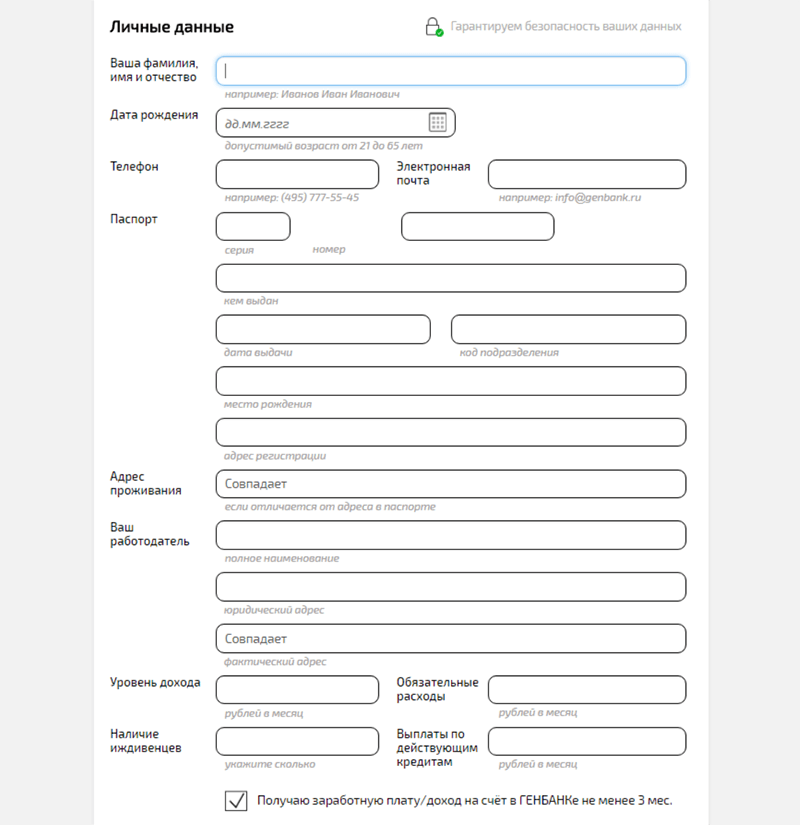 Личные данные
Гарантируем безопасность ваших данных
Ваша фамилия,
имя и отчество
например: Иванов Иван Иванович
Дата рождения
дд.мм.гггг
допустимый возраст от 21 до 65 лет
Телефон
например: (495) 777-55-45
Электронная
почта
например: info@genbank.ru
Паспорт
серия
номер
кем выдан
дата выдачи
код подразделения
место рождения
адрес регистрации
Адрес
проживания
Совпадает
если отличается от адреса в паспорте
Ваш
работодатель
полное наименование
юридический адрес
Совпадает
фактический адрес
Уровень дохода
рублей в месяц
Обязательные
расходы
рублей в месяц
Наличие
иждивенцев
укажите сколько
Выплаты по
действующим
кредитам
рублей в месяц
Получаю заработную плату/доход на счёт в ГЕНБАНКе не менее 3 мес.